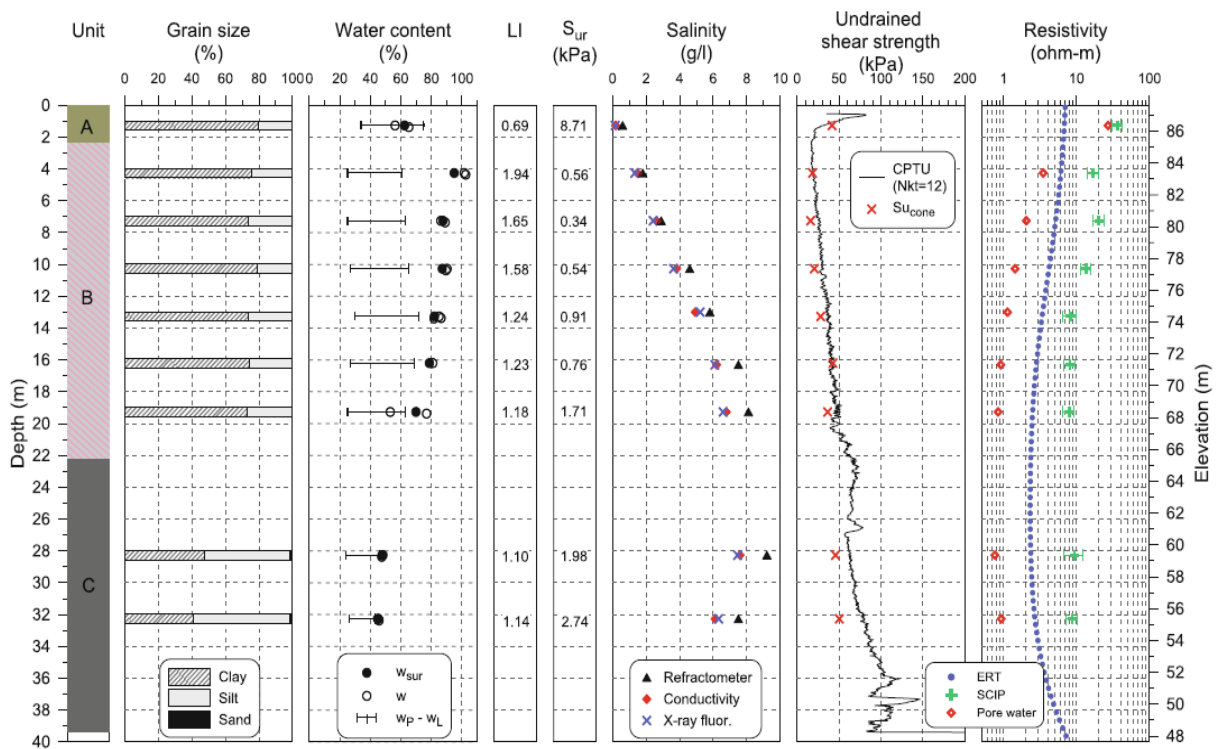 Unit
Grain size
(%)
Water content
(%)
LI
S_ur
(kPa)
Salinity
(g/l)
Undrained
shear strength
(kPa)
Resistivity
(ohm-m)
0 20 40 60 80 100
0 20 40 60 80 100
0 2 4 6 8 10
0 50 100 150 200
1 10 100
Depth (m)
0
2
4
6
8
10
12
14
16
18
20
22
24
26
28
30
32
34
36
38
40
A
B
C
0.69
1.94
1.65
1.58
1.24
1.23
1.18
1.10
1.14
8.71
0.56
0.34
0.54
0.91
0.76
1.71
1.98
2.74
CPTU
(Nkt=12)
Su_cone
Clay
Silt
Sand
w_sur
w
w_P - w_L
Refractometer
Conductivity
X-ray fluor.
ERT
SCIP
Pore water
86
84
82
80
78
76
74
72
70
68
66
64
62
60
58
56
54
52
50
48
Elevation (m)